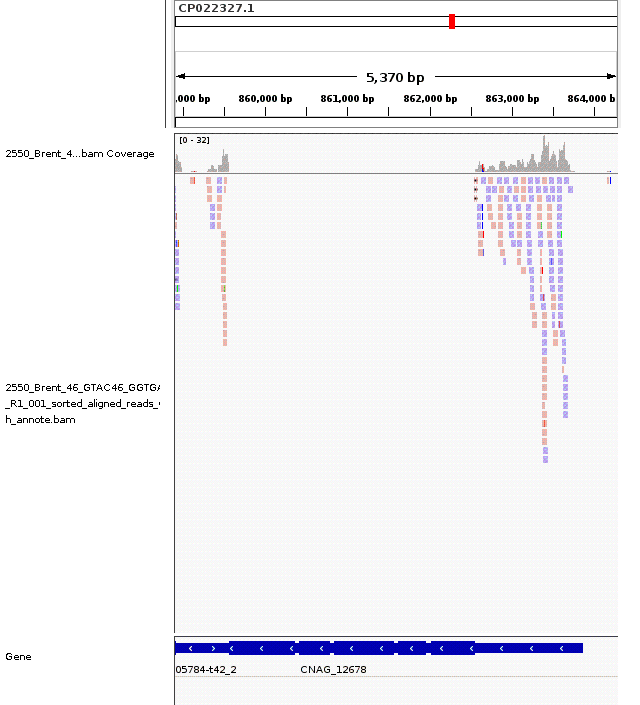 CP022327.1
5,370 bp
,000 bp 860,000 bp 861,000 bp 862,000 bp 863,000 bp 864,000 b
[0 - 32]
2550_Brent_4...bam Coverage
2550_Brent_46_GTAC46_GGTGA
_R1_001_sorted_aligned_reads_
h_annote.bam
Gene
05784-t42_2 CNAG_12678